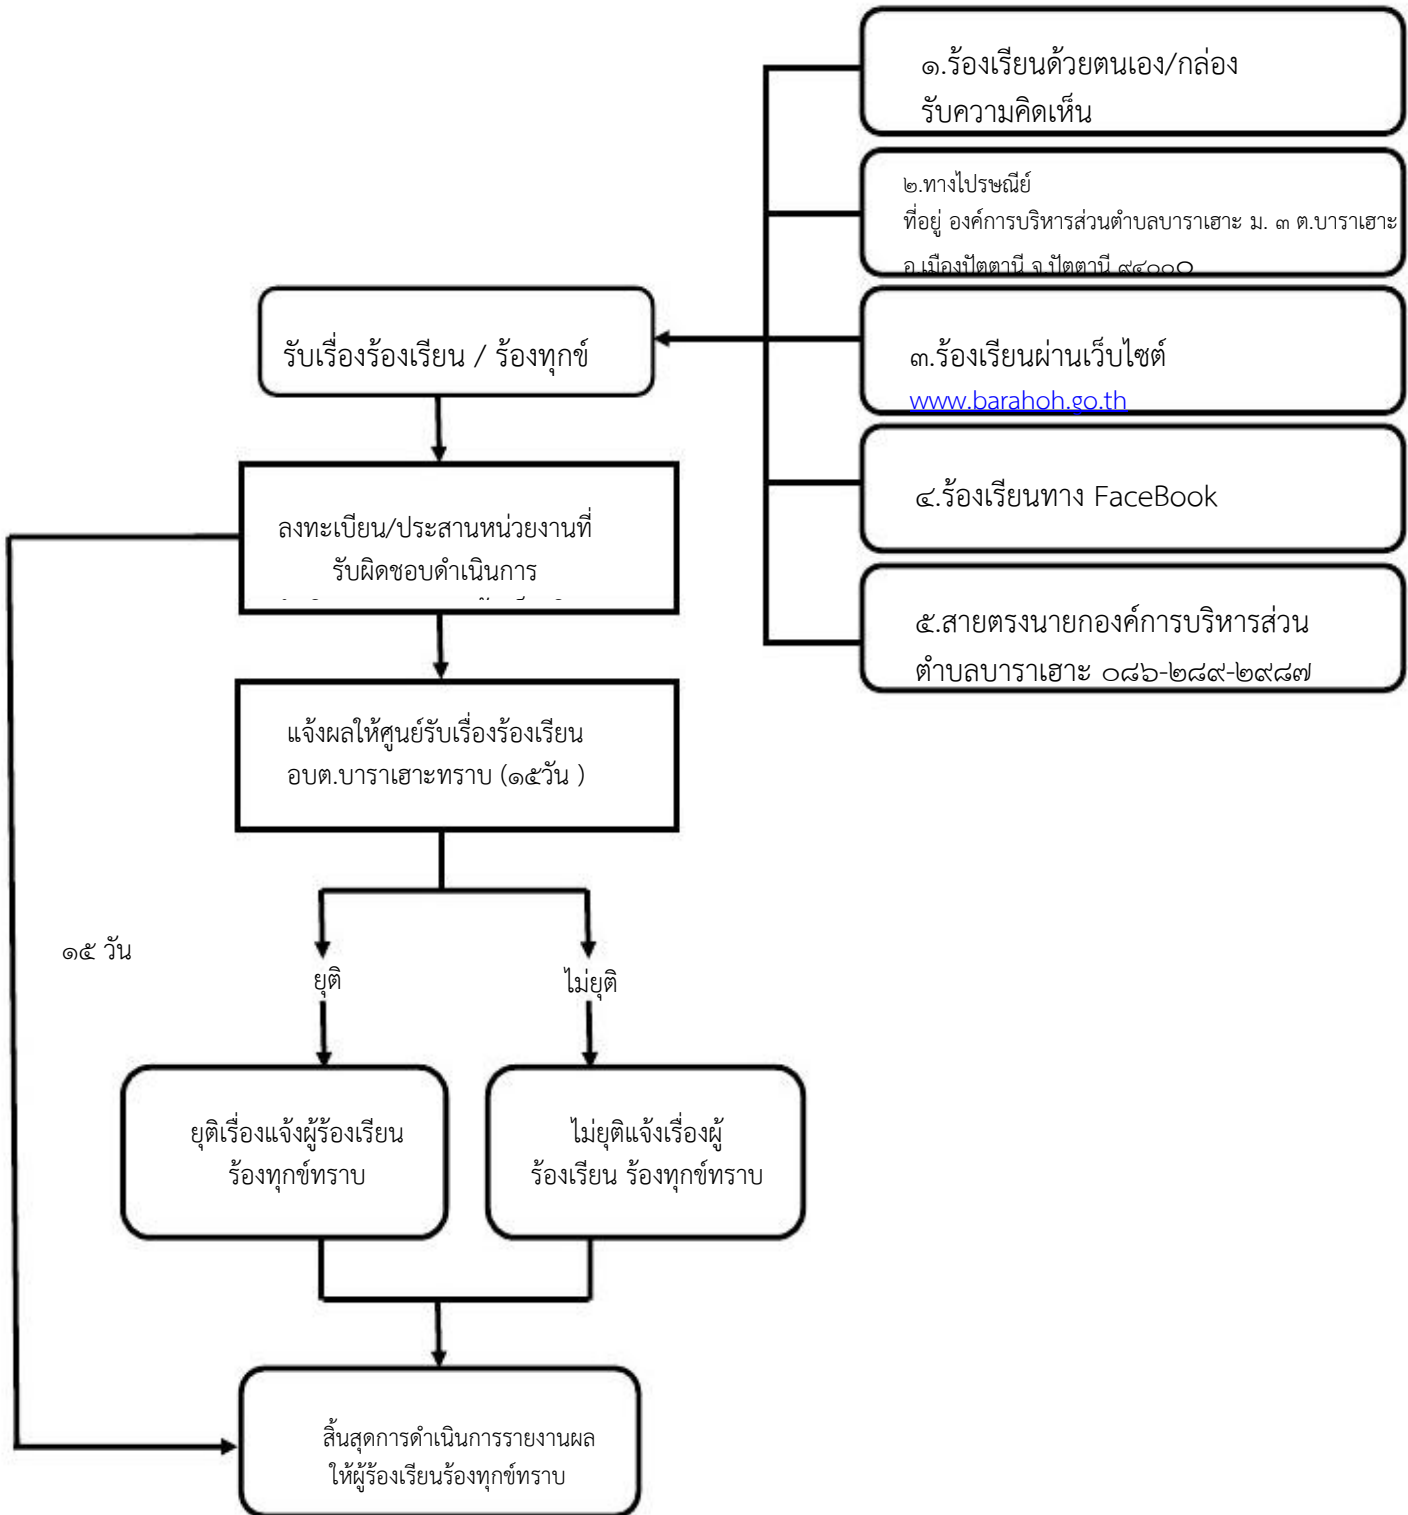 ๑.ร้องเรียนด้วยตนเอง/กล่อง
รับความคิดเห็น
๒.ทางไปรษณีย์
ที่อยู่ องค์การบริหารส่วนตำบลบาราเฮาะ ม. ๓ ต.บาราเฮาะ
อ.เมืองปัตตานี จ.ปัตตานี ๙๔๐๐๐
รับเรื่องร้องเรียน / ร้องทุกข์
๓.ร้องเรียนผ่านเว็บไซต์
www.barahoh.go.th
๔.ร้องเรียนทาง FaceBook
ลงทะเบียน/ประสานหน่วยงานที่
รับผิดชอบดำเนินการ
๕.สายตรงนายกองค์การบริหารส่วน
ตำบลบาราเฮาะ ๐๘๖-๒๘๙-๒๙๘๗
แจ้งผลให้ศูนย์รับเรื่องร้องเรียน
อบต.บาราเฮาะทราบ (๑๕วัน )
๑๕ วัน
ยุติ
ไม่ยุติ
ยุติเรื่องแจ้งผู้ร้องเรียน
ร้องทุกข์ทราบ
ไม่ยุติแจ้งเรื่องผู้
ร้องเรียน ร้องทุกข์ทราบ
สิ้นสุดการดำเนินการรายงานผล
ให้ผู้ร้องเรียนร้องทุกข์ทราบ